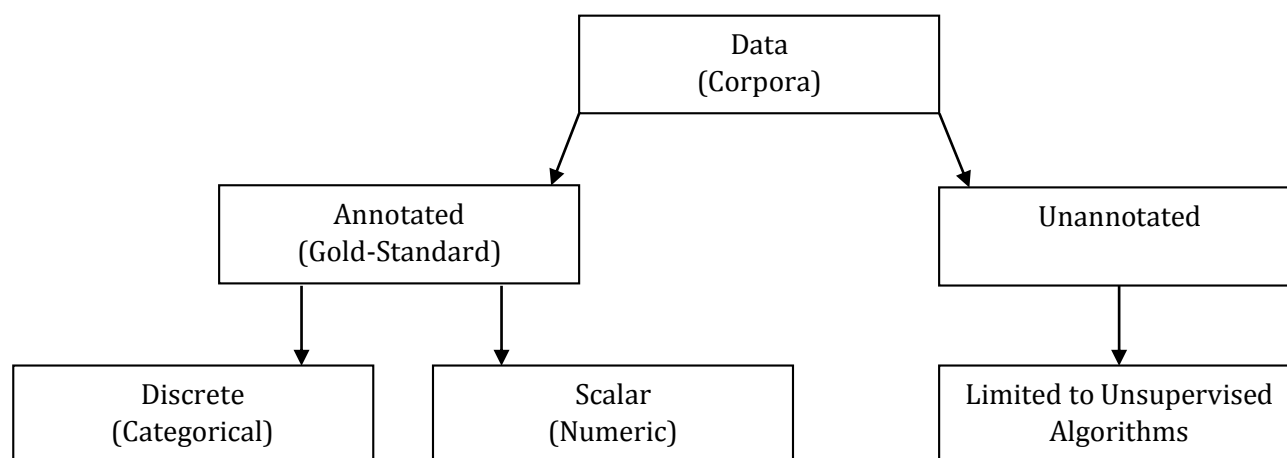 Data
(Corpora)
Annotated
(Gold-Standard)
Unannotated
Discrete
(Categorical)
Scalar
(Numeric)
Limited to Unsupervised
Algorithms